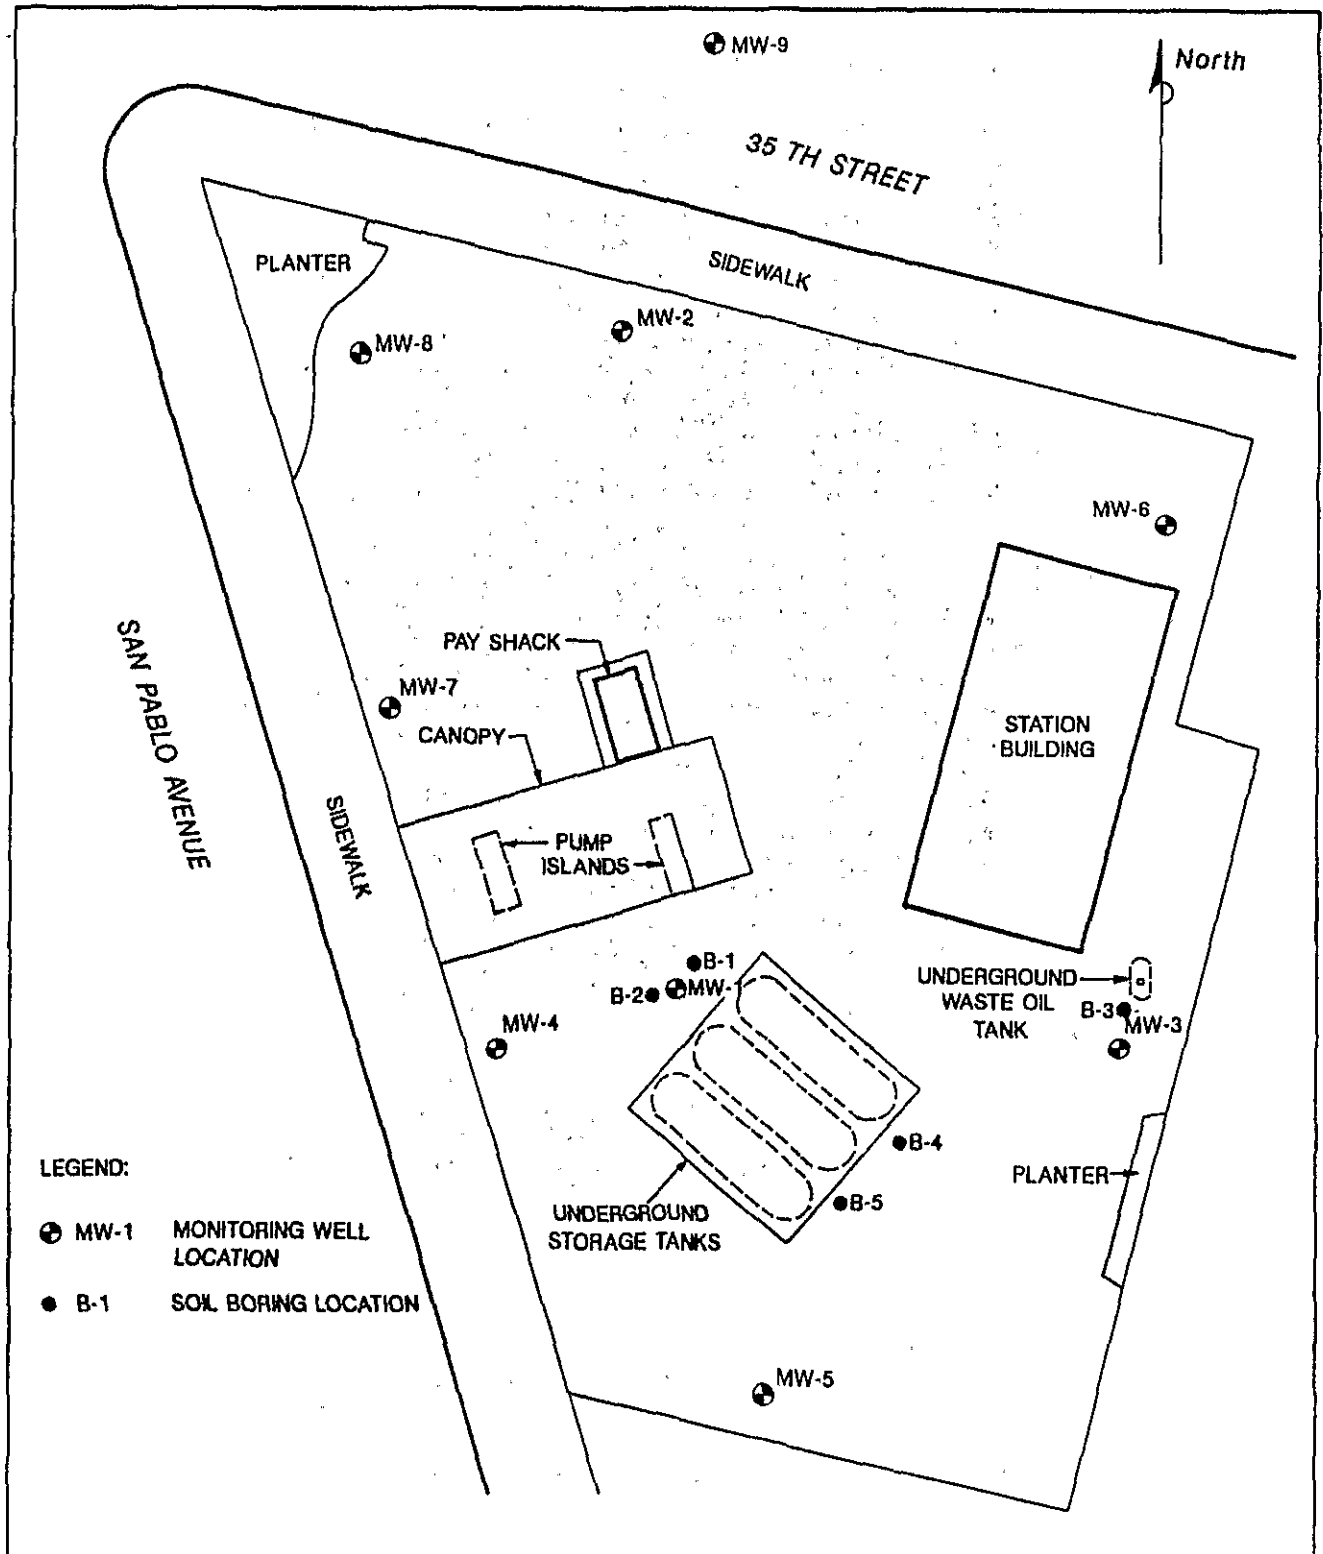 MW-9
North
35 TH STREET
SIDEWALK
PLANTER
MW-2
MW-8
MW-6
SAN PABLO AVENUE
PAY SHACK
MW-7
CANOPY
STATION
BUILDING
SIDEWALK
PUMP
ISLANDS
B-1
B-2
MW-1
UNDERGROUND
WASTE OIL
TANK
B-3
MW-3
MW-4
B-4
PLANTER
B-5
UNDERGROUND
STORAGE TANKS
LEGEND:
MW-1 MONITORING WELL
LOCATION
B-1 SOIL BORING LOCATION
MW-5